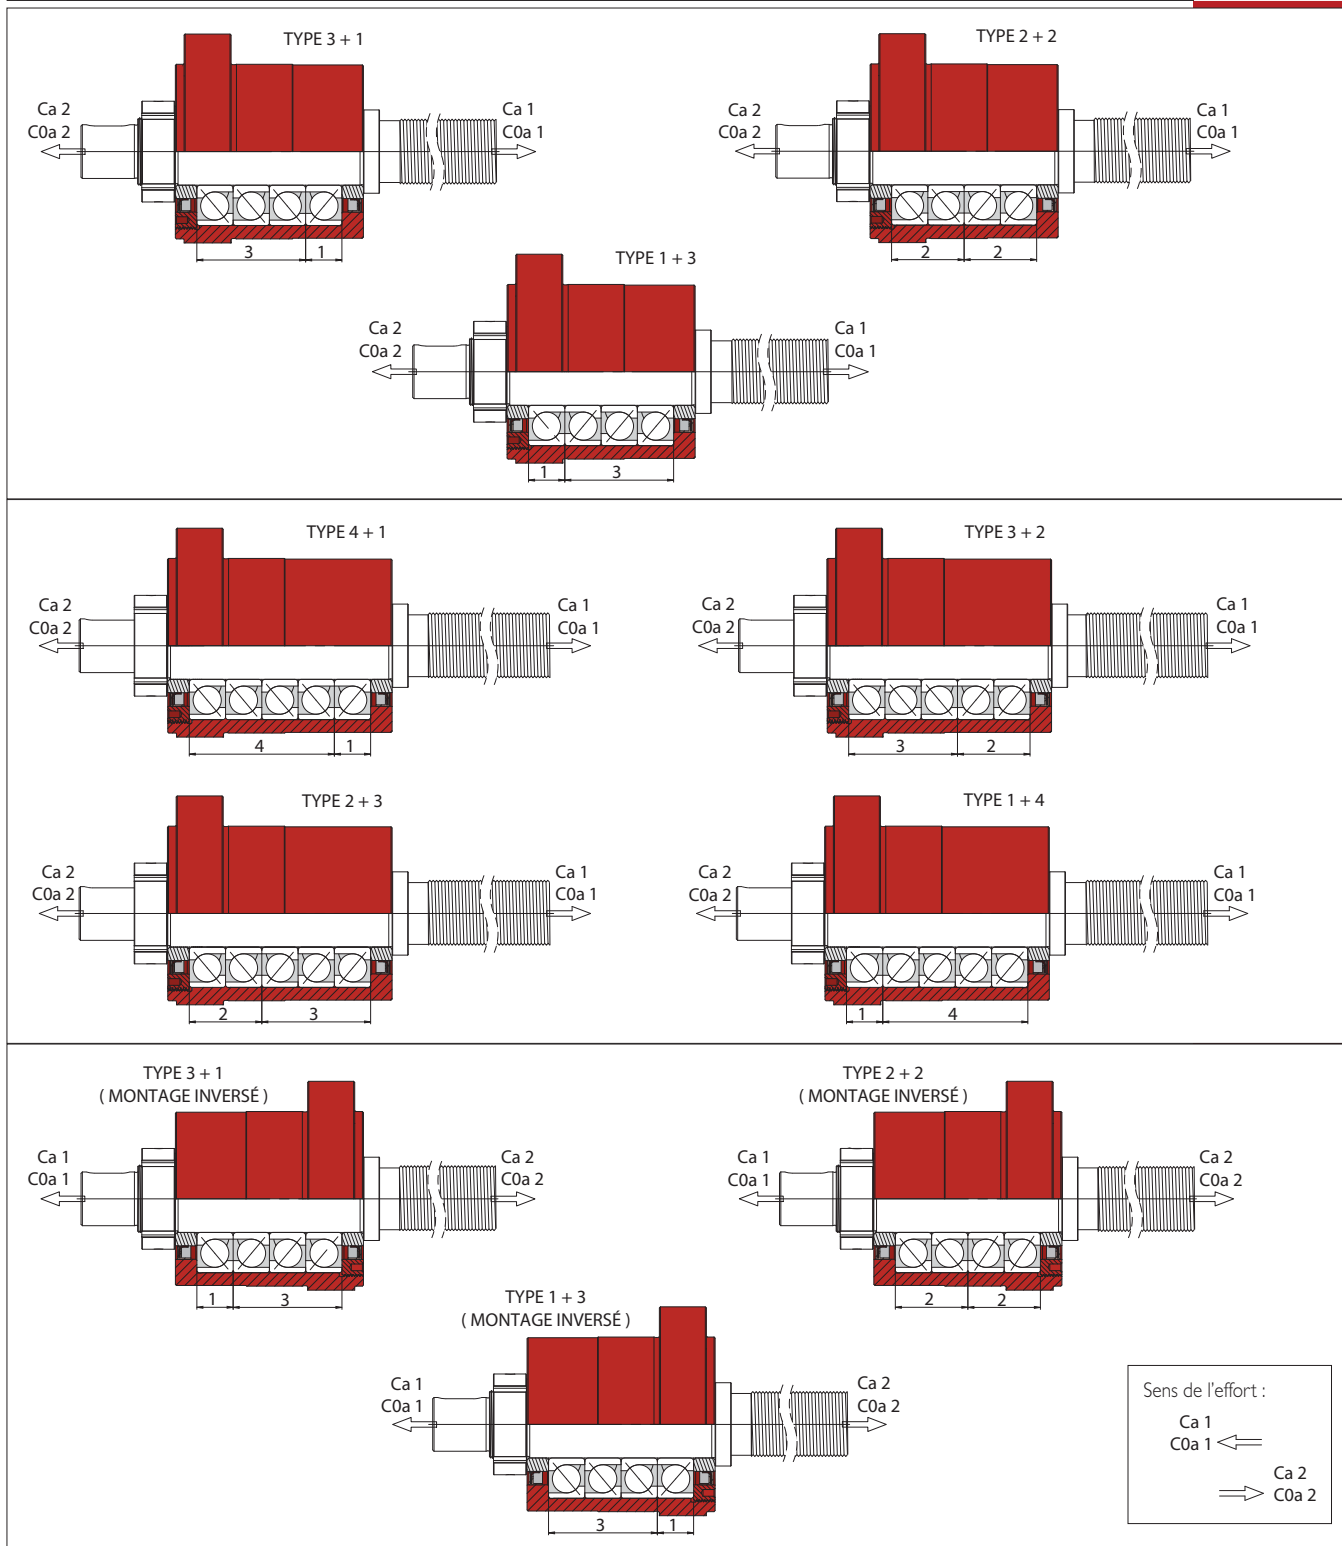 TYPE 3 + 1
Ca 2
C0a 2
Ca 1
C0a 1
3
1
TYPE 2 + 2
Ca 2
C0a 2
Ca 1
C0a 1
2
2
TYPE 1 + 3
Ca 2
C0a 2
Ca 1
C0a 1
1
3
TYPE 4 + 1
Ca 2
C0a 2
Ca 1
C0a 1
4
1
TYPE 3 + 2
Ca 2
C0a 2
Ca 1
C0a 1
3
2
TYPE 2 + 3
Ca 2
C0a 2
Ca 1
C0a 1
2
3
TYPE 1 + 4
Ca 2
C0a 2
Ca 1
C0a 1
1
4
TYPE 3 + 1
( MONTAGE INVERSÉ )
Ca 1
C0a 1
Ca 2
C0a 2
1
3
TYPE 2 + 2
( MONTAGE INVERSÉ )
Ca 1
C0a 1
Ca 2
C0a 2
2
2
TYPE 1 + 3
( MONTAGE INVERSÉ )
Ca 1
C0a 1
Ca 2
C0a 2
3
1
Sens de l'effort :
Ca 1
C0a 1
Ca 2
C0a 2